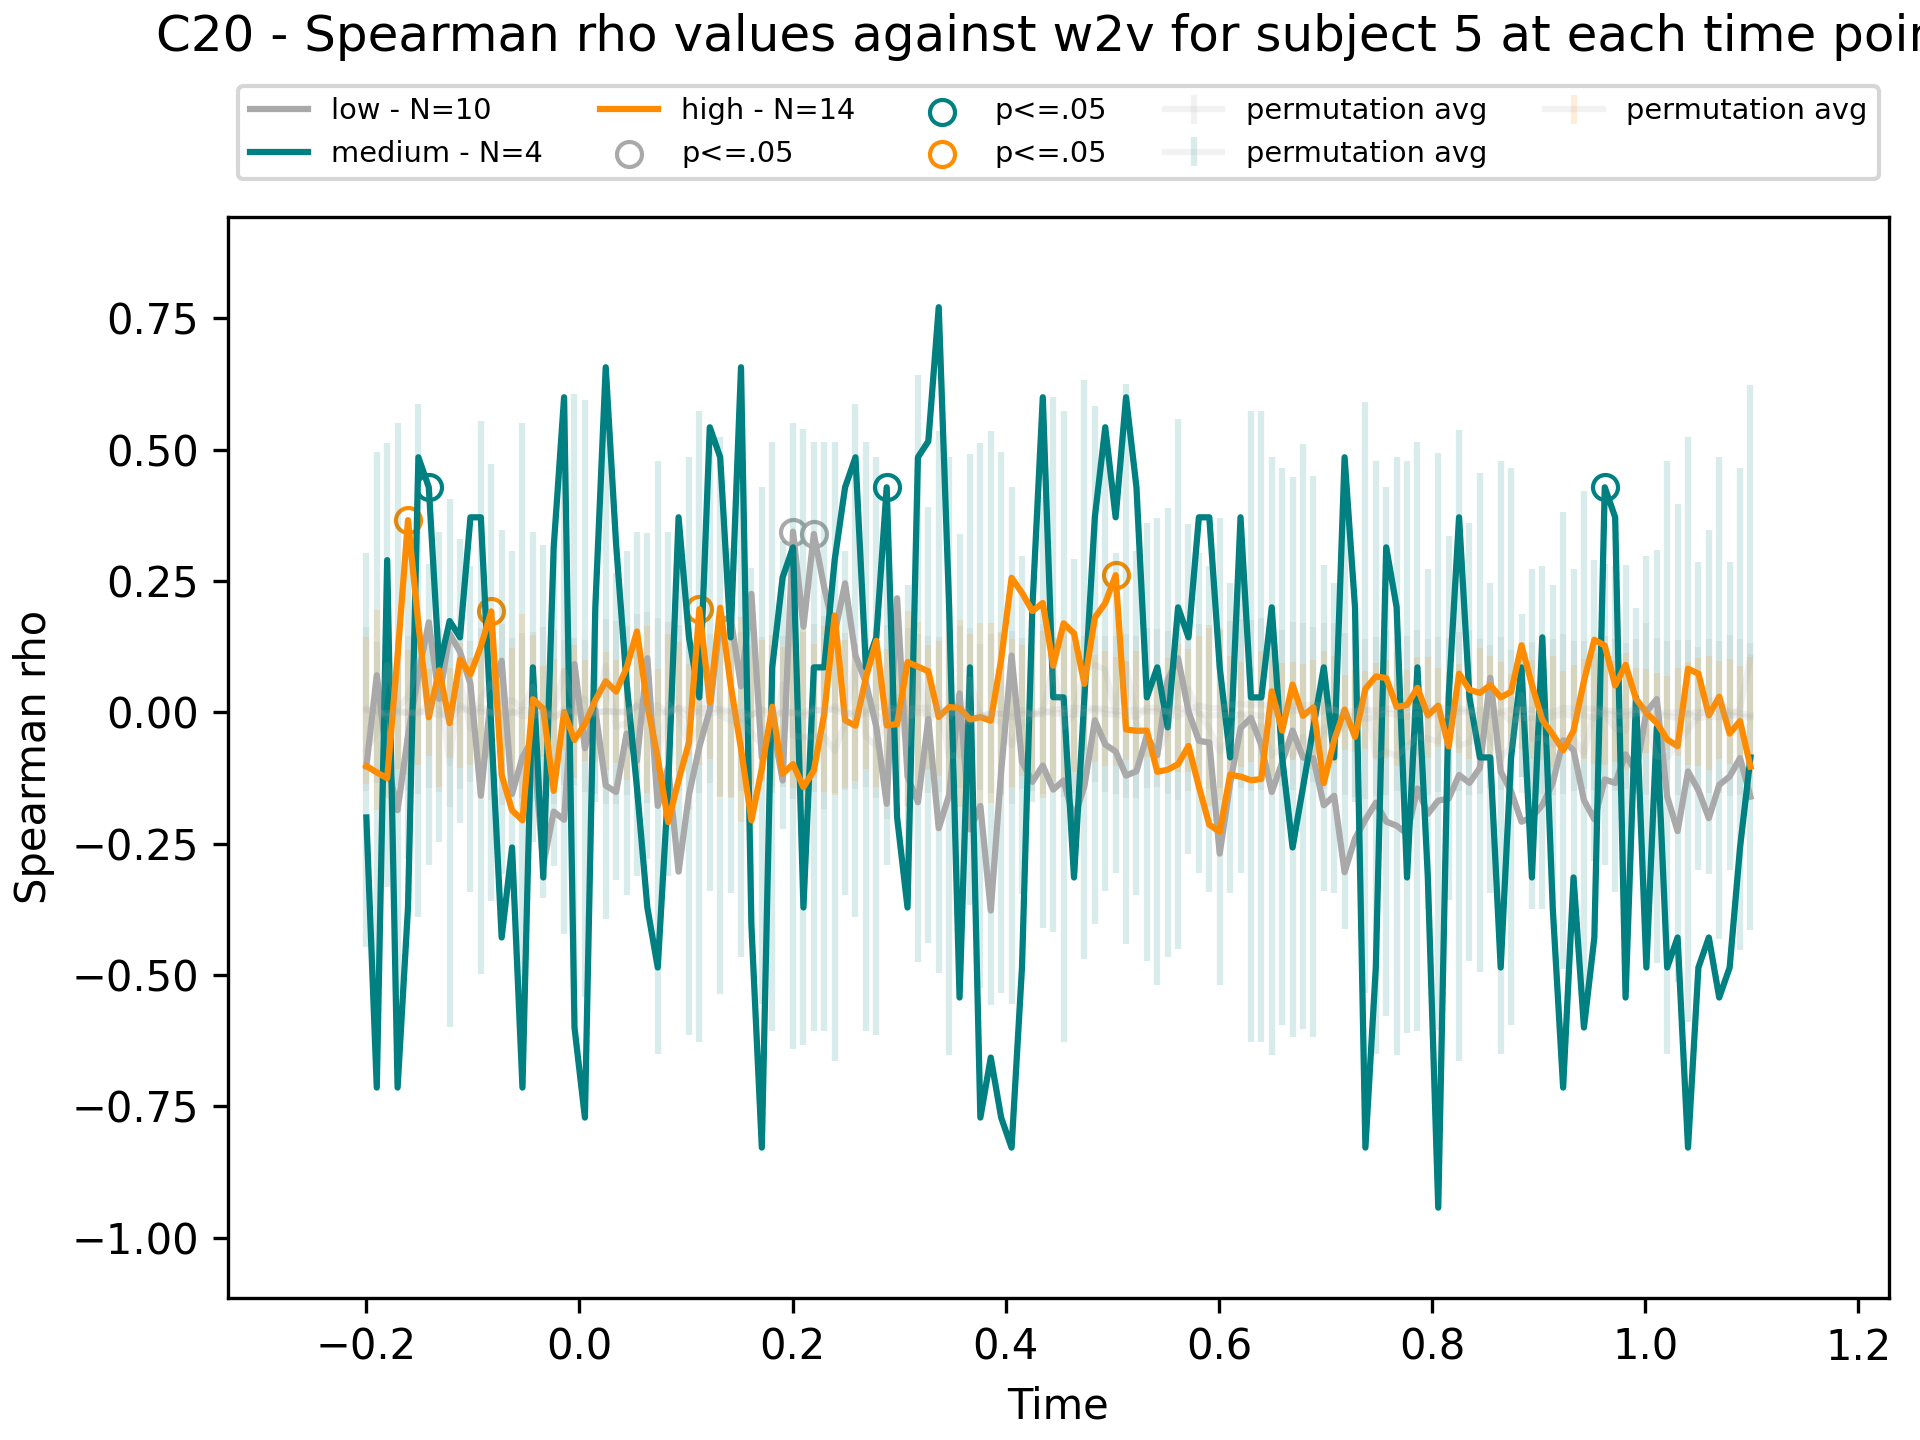 C20 - Spearman rho values against w2v for subject 5 at each time poin
low - N=10
medium - N=4
high - N=14
p<=.05
p<=.05
p<=.05
permutation avg
permutation avg
permutation avg
0.75
0.50
0.25
0.00
−0.25
−0.50
−0.75
−1.00
Spearman rho
−0.2 0.0 0.2 0.4 0.6 0.8 1.0 1.2
Time